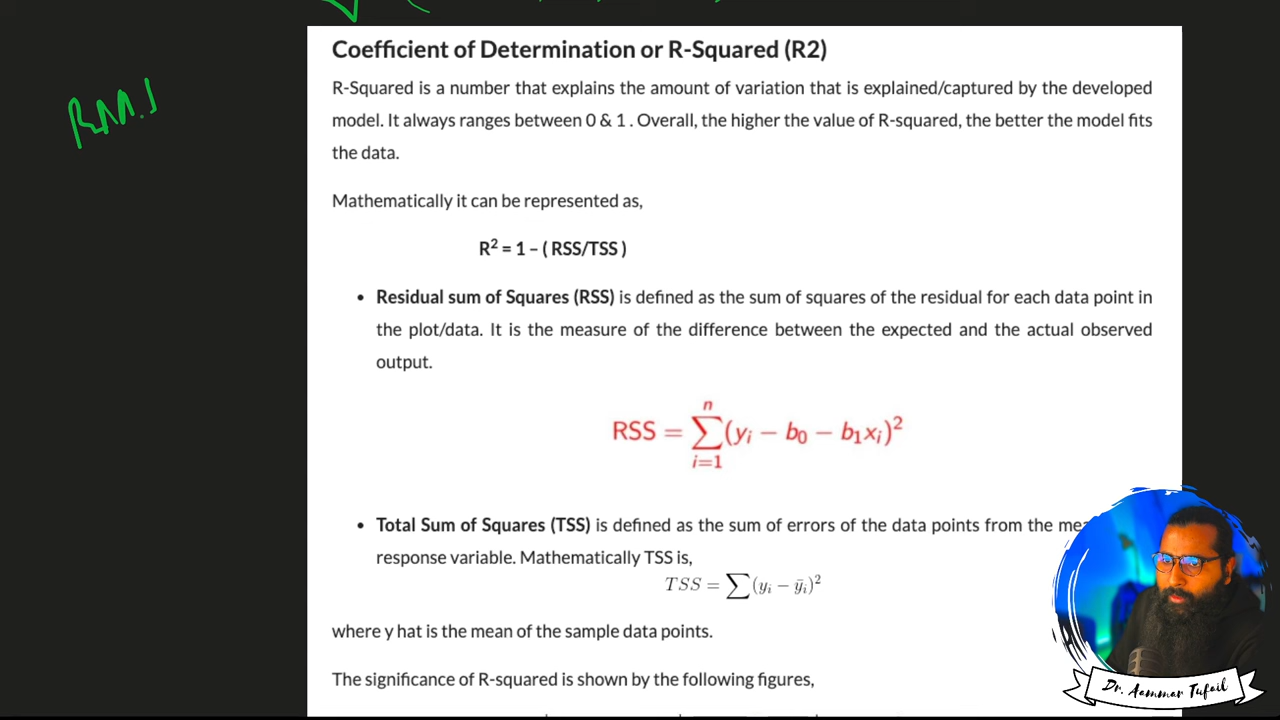 Coefficient of Determination or R-Squared (R2)
R-Squared is a number that explains the amount of variation that is explained/captured by the developed
model. It always ranges between 0 & 1 . Overall, the higher the value of R-squared, the better the model fits
the data.
Mathematically it can be represented as,
R² = 1 – ( RSS/TSS )
• Residual sum of Squares (RSS) is defined as the sum of squares of the residual for each data point in
the plot/data. It is the measure of the difference between the expected and the actual observed
output.
RSS = ∑ⁿᵢ₌₁(yᵢ − b₀ − b₁xᵢ)²
• Total Sum of Squares (TSS) is defined as the sum of errors of the data points from the
response variable. Mathematically TSS is,
TSS = ∑(yᵢ − ȳᵢ)²
where y hat is the mean of the sample data points.
The significance of R-squared is shown by the following figures,
Dr. Aammar Tufail